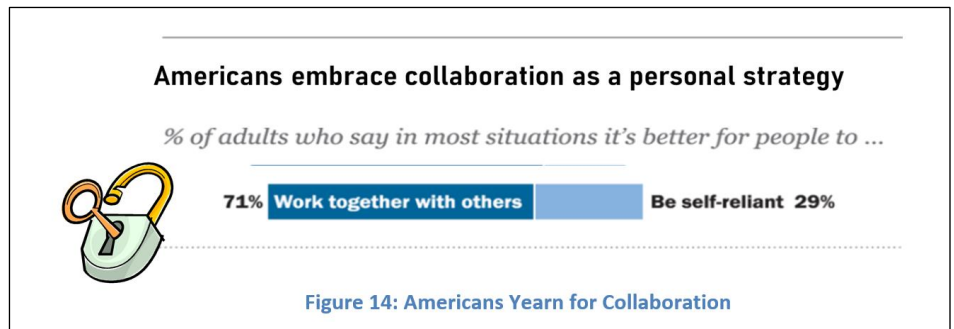 Americans embrace collaboration as a personal strategy
% of adults who say in most situations it's better for people to ...
71% Work together with others Be self-reliant 29%
Figure 14: Americans Yearn for Collaboration